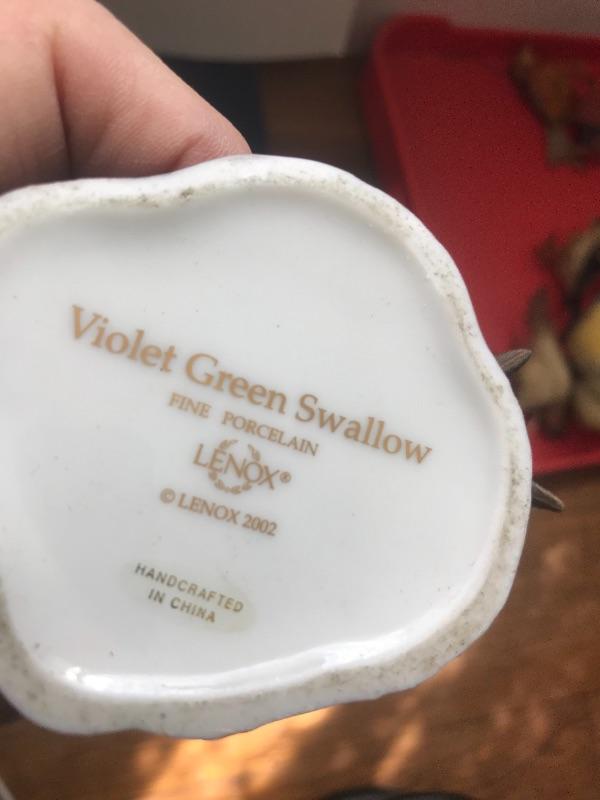 Violet Green Swallow
FINE PORCELAIN
LENOX®
© LENOX 2002
HANDCRAFTED
IN CHINA